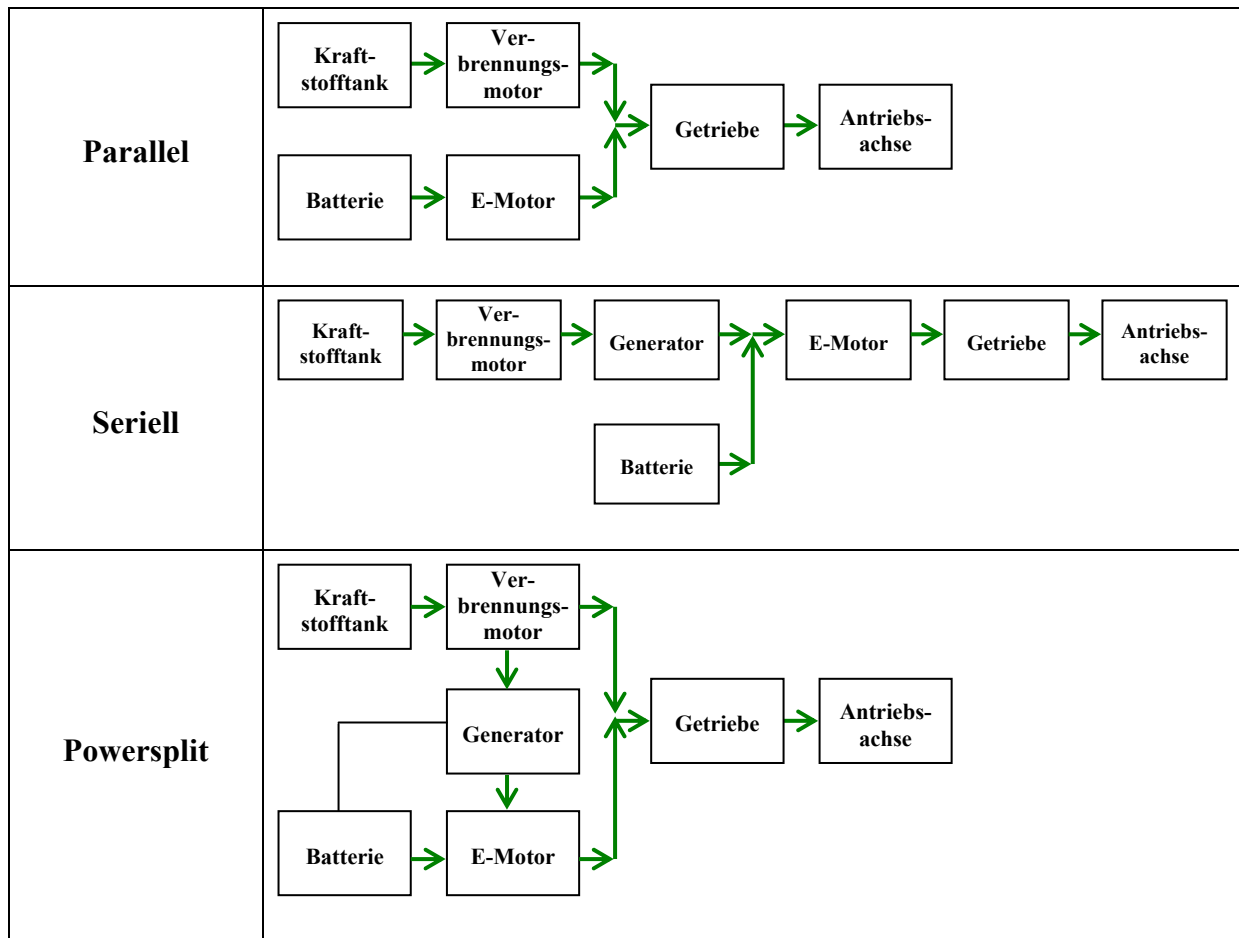 Parallel
Kraft-
stofftank
Ver-
brennungs-
motor
Batterie
E-Motor
Getriebe
Antriebs-
achse
Seriell
Kraft-
stofftank
Ver-
brennungs-
motor
Generator
Batterie
E-Motor
Getriebe
Antriebs-
achse
Powersplit
Kraft-
stofftank
Ver-
brennungs-
motor
Generator
Batterie
E-Motor
Getriebe
Antriebs-
achse